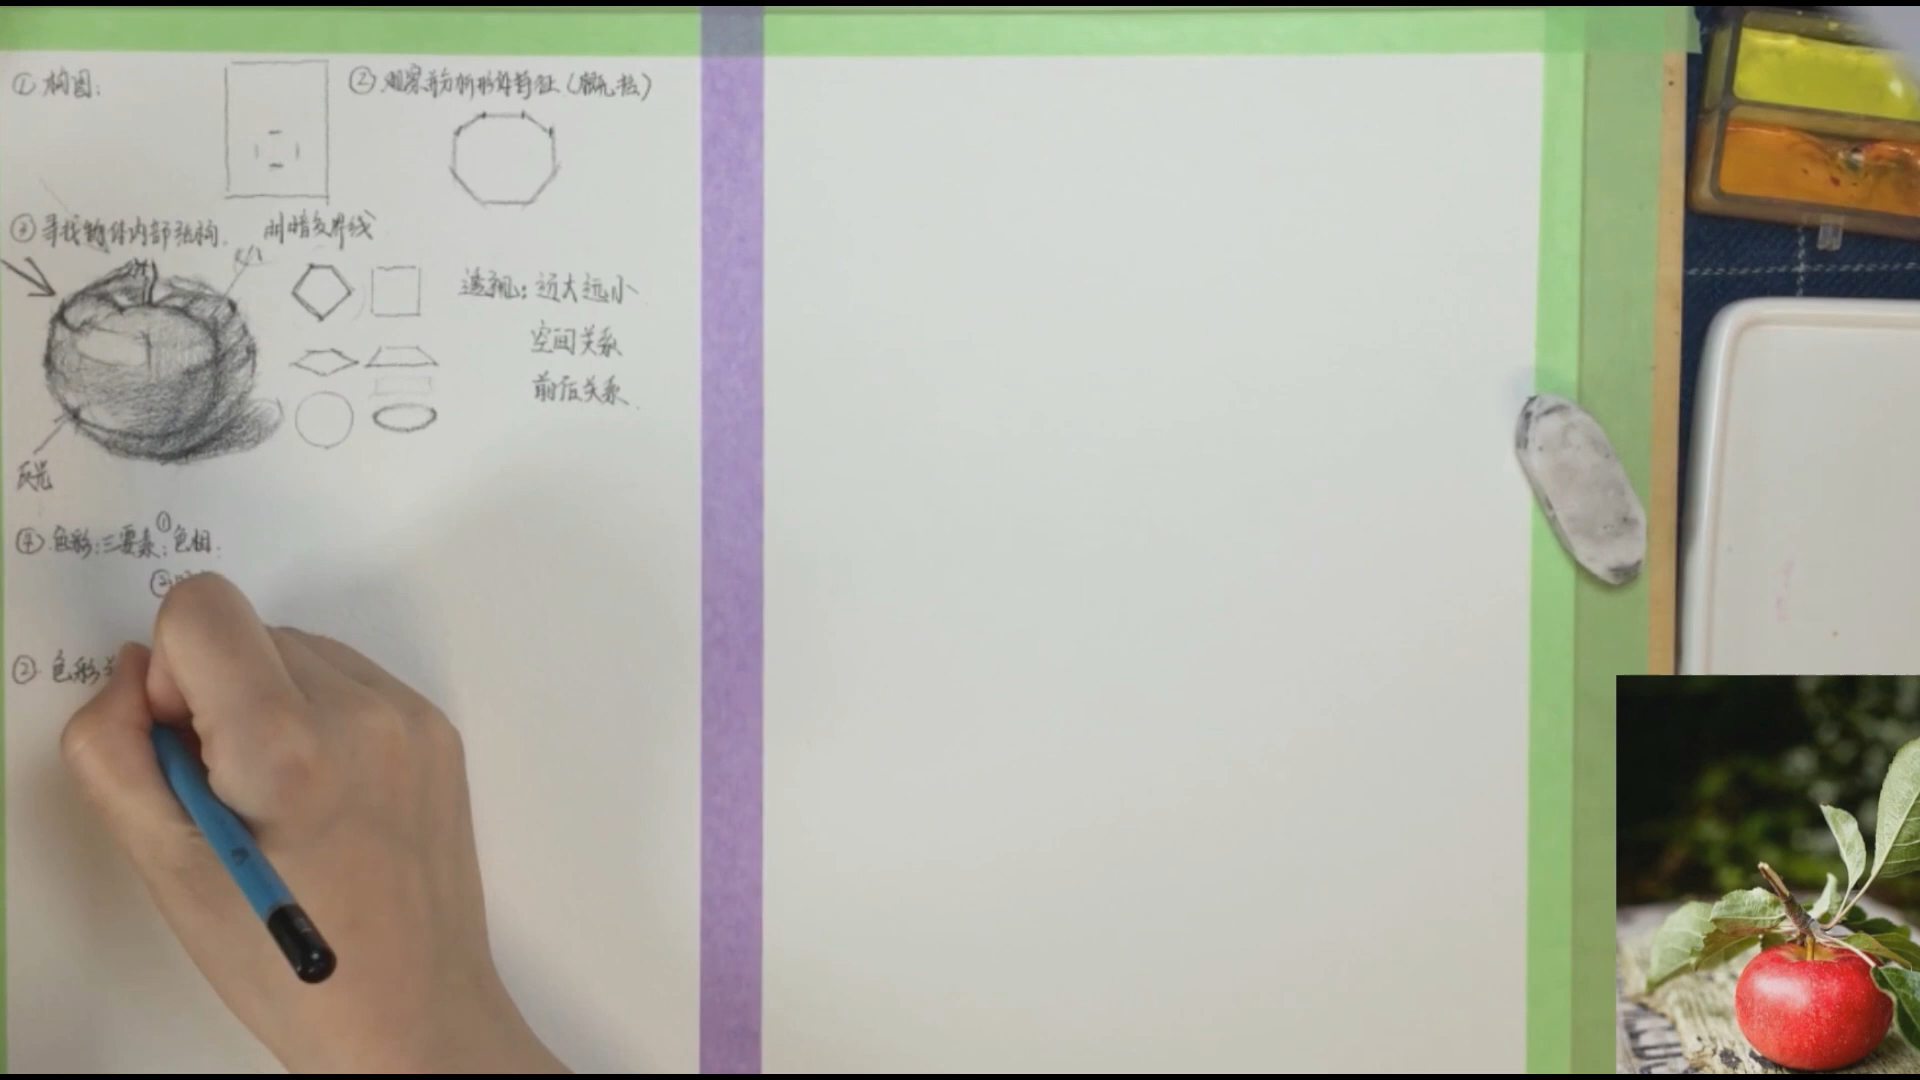 ① 构图：
② 观察并分析形体特征（概括）
③ 寻找物体内部结构．
明暗交界线
透视：近大远小
空间关系
前后关系．
反光
④ 色彩：三要素：①色相：
②
② 色彩